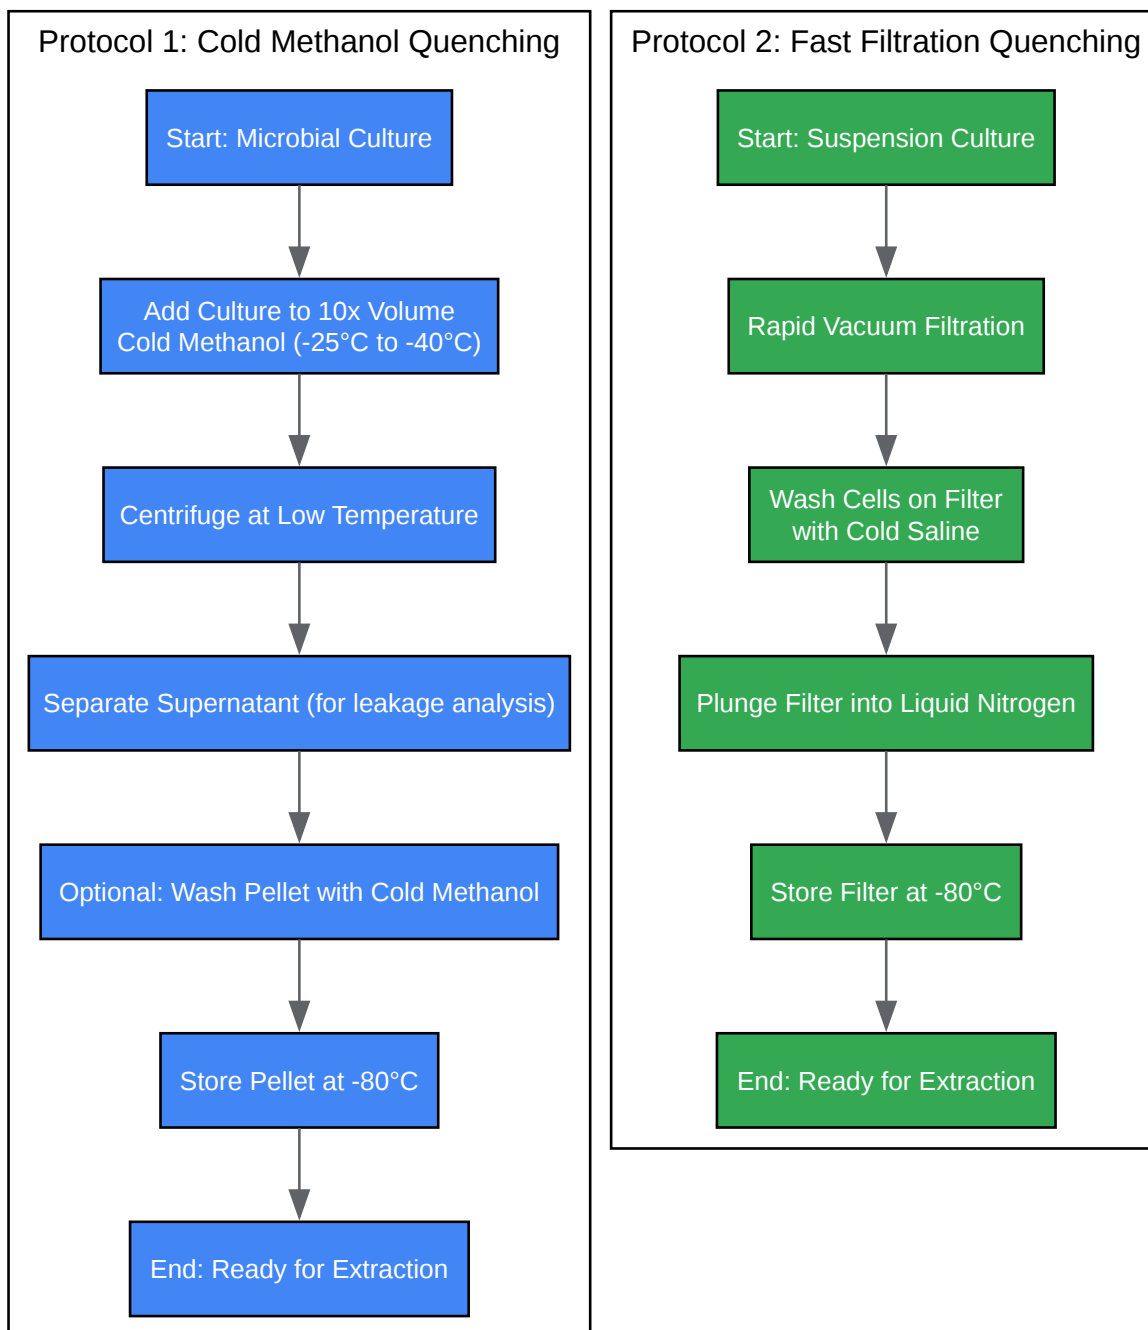 Protocol 1: Cold Methanol Quenching
Start: Microbial Culture
Add Culture to 10x Volume
Cold Methanol (-25°C to -40°C)
Centrifuge at Low Temperature
Separate Supernatant (for leakage analysis)
Optional: Wash Pellet with Cold Methanol
Store Pellet at -80°C
End: Ready for Extraction
Protocol 2: Fast Filtration Quenching
Start: Suspension Culture
Rapid Vacuum Filtration
Wash Cells on Filter
with Cold Saline
Plunge Filter into Liquid Nitrogen
Store Filter at -80°C
End: Ready for Extraction